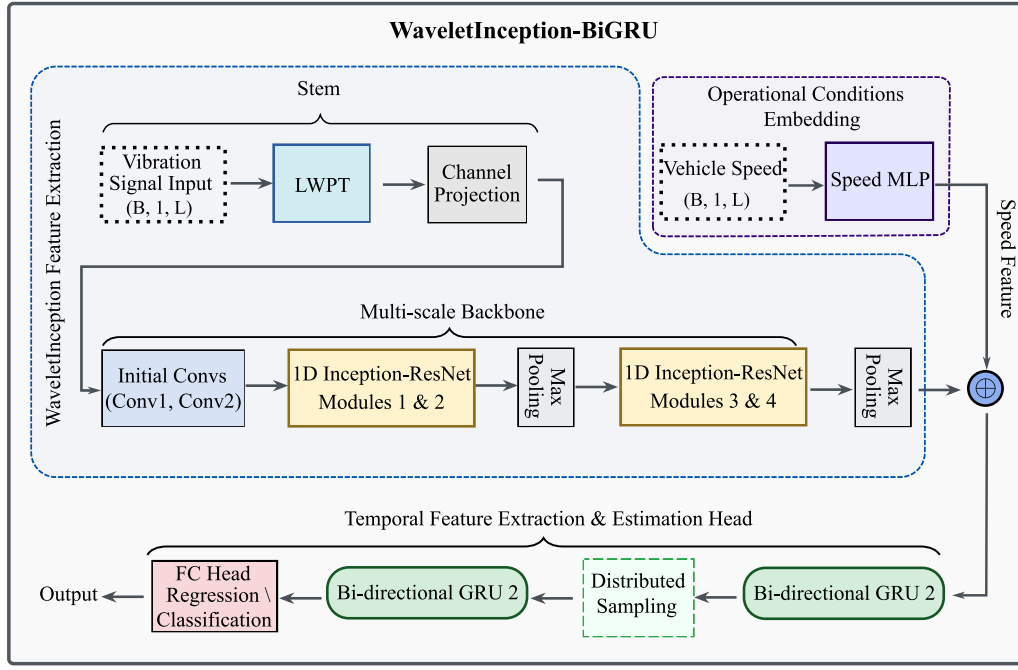 WaveletInception-BiGRU
WaveletInception Feature Extraction
Stem
Vibration
Signal Input
(B, 1, L)
LWPT
Channel
Projection
Operational Conditions
Embedding
Vehicle Speed
(B, 1, L)
Speed MLP
Speed Feature
Multi-scale Backbone
Initial Convs
(Conv1, Conv2)
1D Inception-ResNet
Modules 1 & 2
Max
Pooling
1D Inception-ResNet
Modules 3 & 4
Max
Pooling
Temporal Feature Extraction & Estimation Head
Output
FC Head
Regression \
Classification
Bi-directional GRU 2
Distributed
Sampling
Bi-directional GRU 2